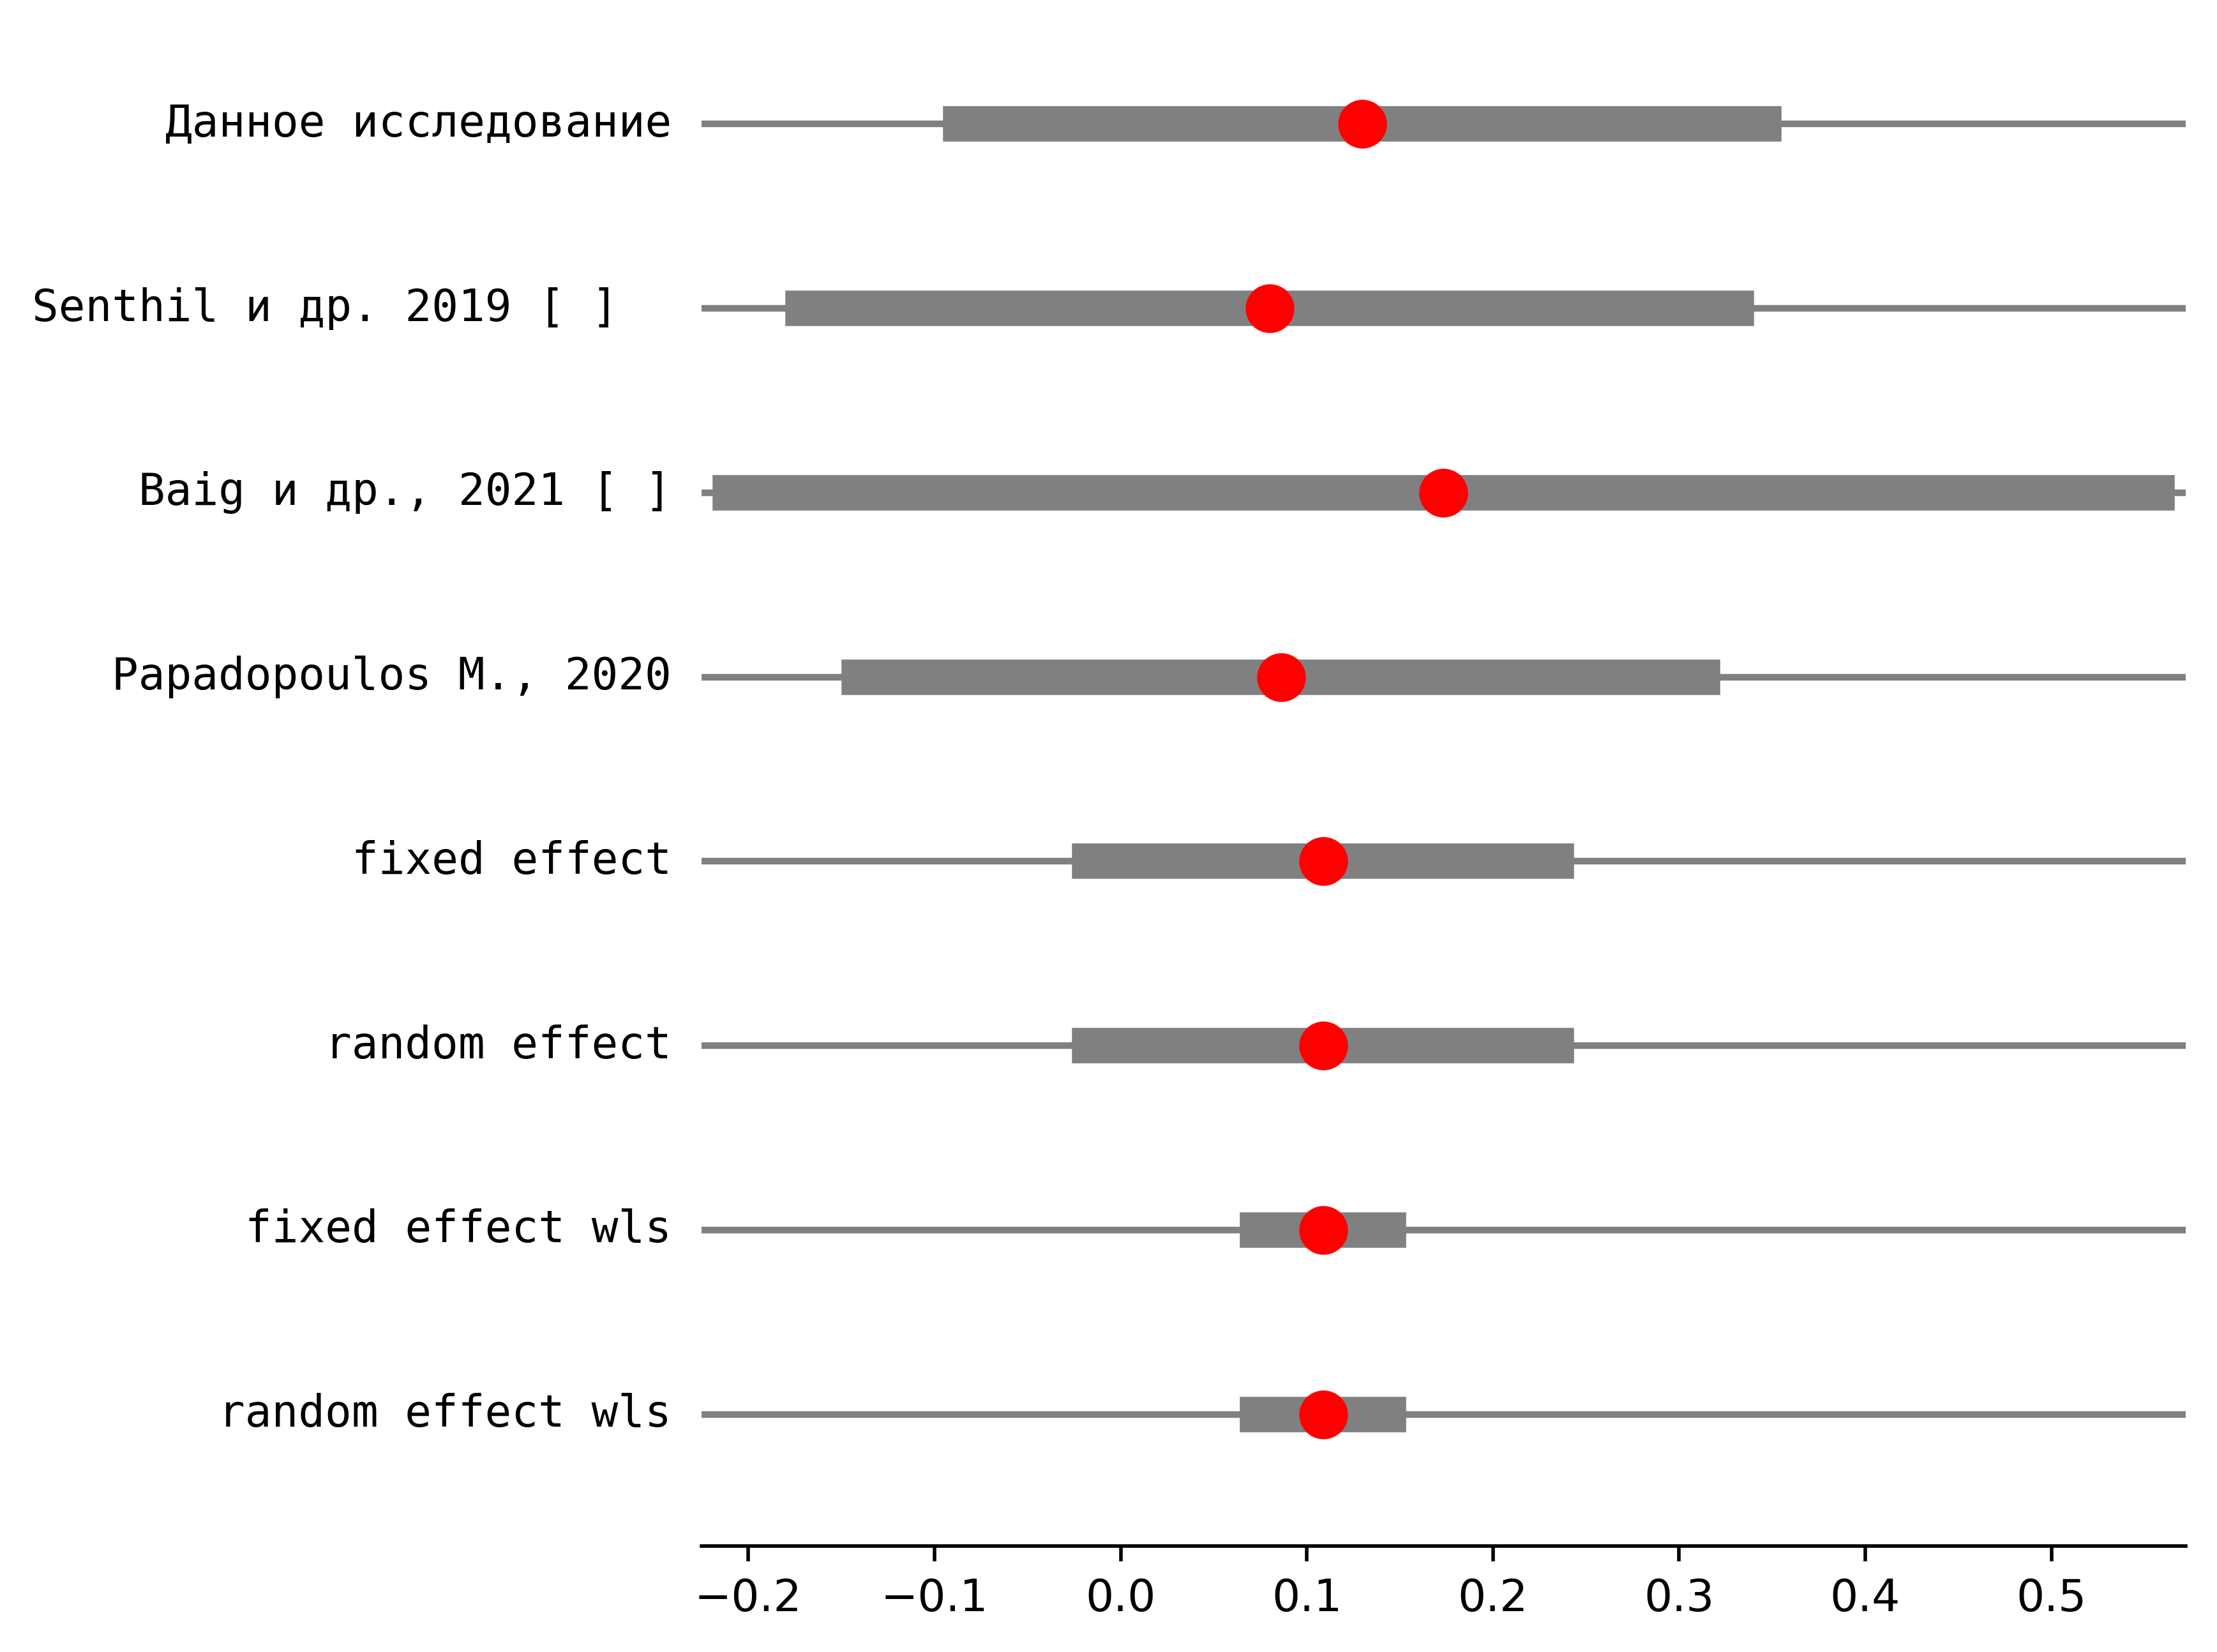 Данное исследование
Senthil и др. 2019 [ ]
Baig и др., 2021 [ ]
Papadopoulos M., 2020
fixed effect
random effect
fixed effect wls
random effect wls
−0.2 −0.1 0.0 0.1 0.2 0.3 0.4 0.5